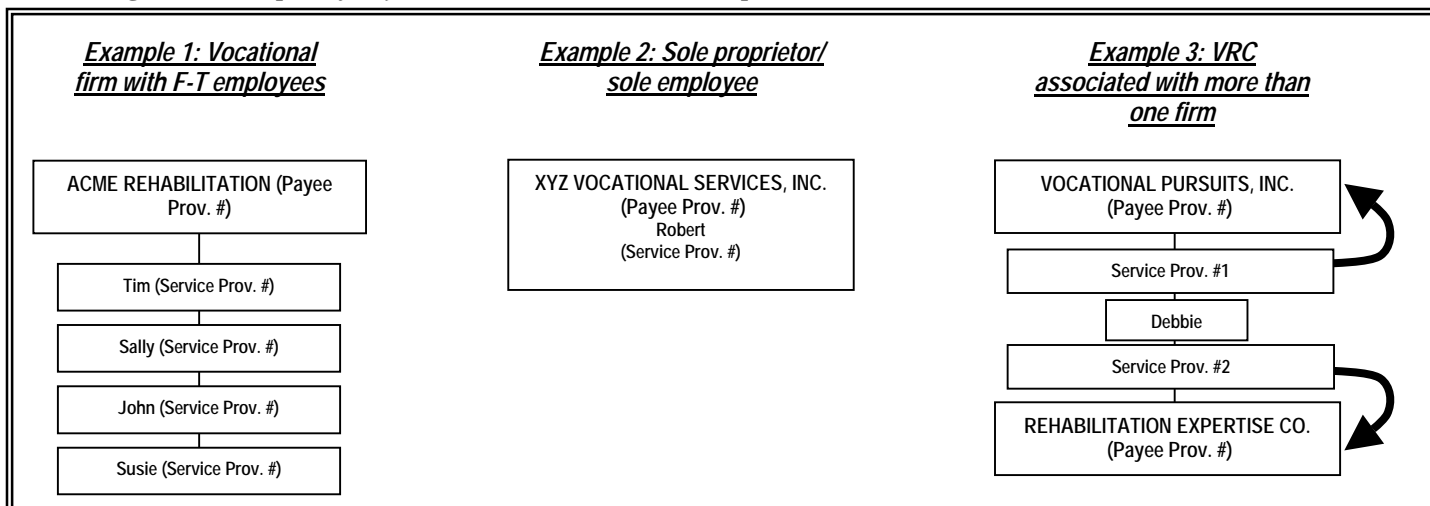 Example 1: Vocational
firm with F-T employees
ACME REHABILITATION (Payee
Prov. #)
Tim (Service Prov. #)
Sally (Service Prov. #)
John (Service Prov. #)
Susie (Service Prov. #)
Example 2: Sole proprietor/
sole employee
XYZ VOCATIONAL SERVICES, INC.
(Payee Prov. #)
Robert
(Service Prov. #)
Example 3: VRC
associated with more than
one firm
VOCATIONAL PURSUITS, INC.
(Payee Prov. #)
Service Prov. #1
Debbie
Service Prov. #2
REHABILITATION EXPERTISE CO.
(Payee Prov. #)